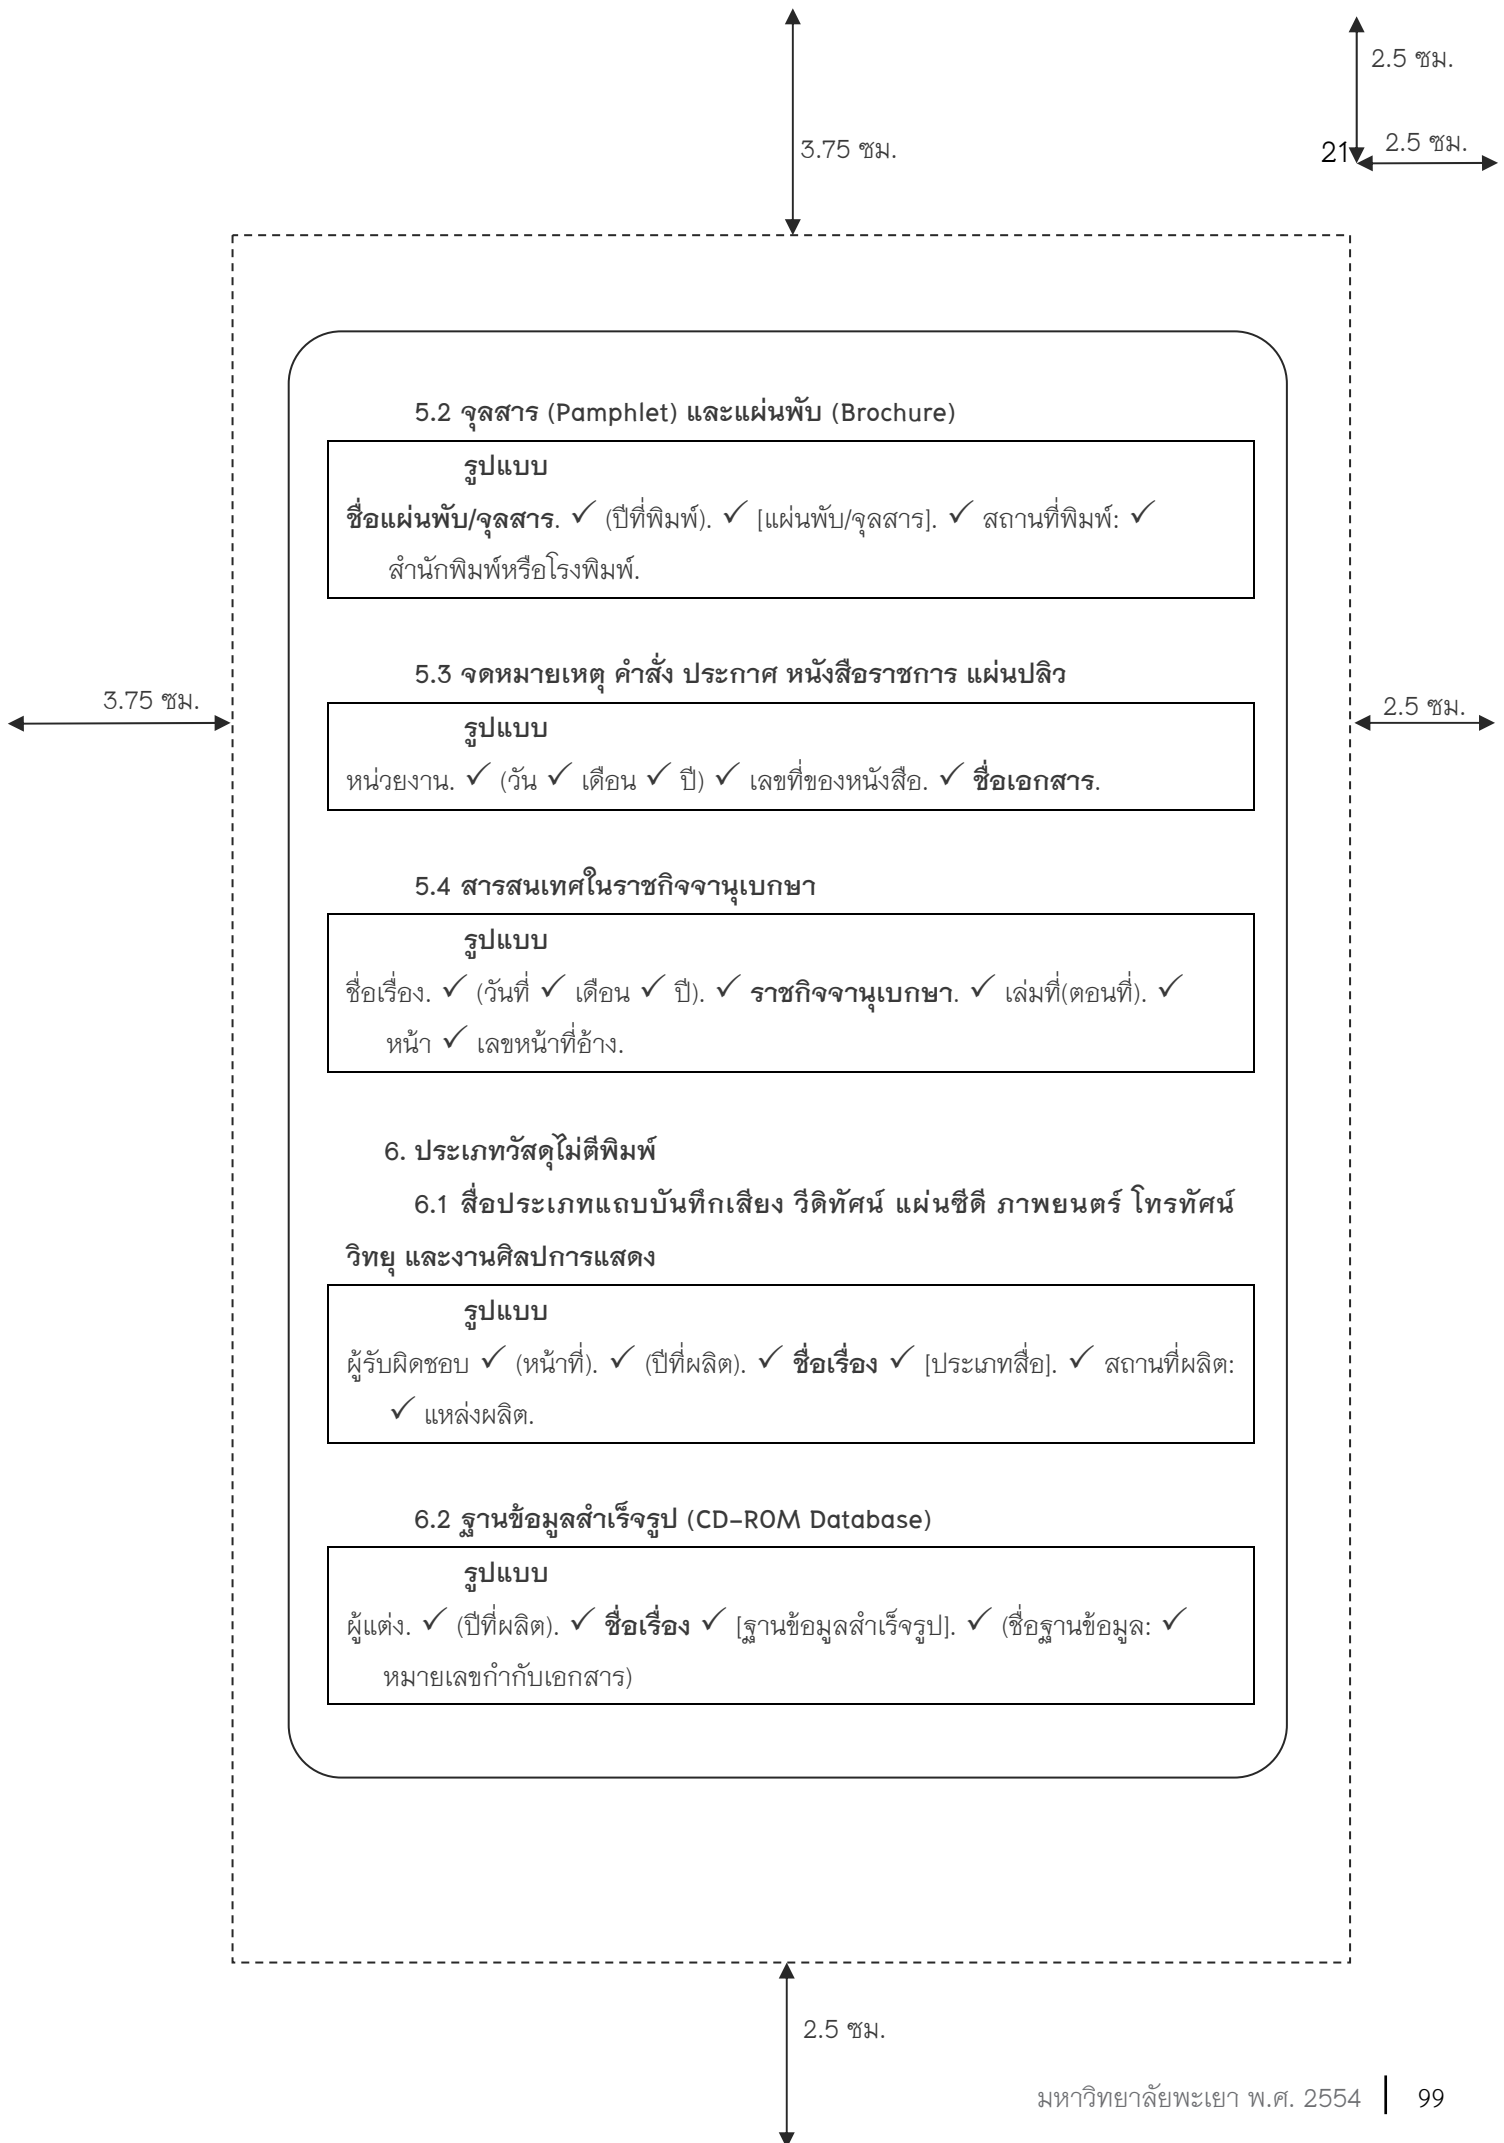 2.5 ซม.
3.75 ซม.
21
2.5 ซม.
5.2 จุลสาร (Pamphlet) และแผ่นพับ (Brochure)
รูปแบบ
ชื่อแผ่นพับ/จุลสาร. ✓ (ปีที่พิมพ์). ✓ [แผ่นพับ/จุลสาร]. ✓ สถานที่พิมพ์: ✓
สำนักพิมพ์หรือโรงพิมพ์.
5.3 จดหมายเหตุ คำสั่ง ประกาศ หนังสือราชการ แผ่นปลิว
3.75 ซม.
2.5 ซม.
รูปแบบ
หน่วยงาน. ✓ (วัน ✓ เดือน ✓ ปี) ✓ เลขที่ของหนังสือ. ✓ ชื่อเอกสาร.
5.4 สารสนเทศในราชกิจจานุเบกษา
รูปแบบ
ชื่อเรื่อง. ✓ (วันที่ ✓ เดือน ✓ ปี). ✓ ราชกิจจานุเบกษา. ✓ เล่มที่(ตอนที่). ✓
หน้า ✓ เลขหน้าที่อ้าง.
6. ประเภทวัสดุไม่ตีพิมพ์
6.1 สื่อประเภทแถบบันทึกเสียง วีดิทัศน์ แผ่นซีดี ภาพยนตร์ โทรทัศน์
วิทยุ และงานศิลปการแสดง
รูปแบบ
ผู้รับผิดชอบ ✓ (หน้าที่). ✓ (ปีที่ผลิต). ✓ ชื่อเรื่อง ✓ [ประเภทสื่อ]. ✓ สถานที่ผลิต:
✓ แหล่งผลิต.
6.2 ฐานข้อมูลสำเร็จรูป (CD–ROM Database)
รูปแบบ
ผู้แต่ง. ✓ (ปีที่ผลิต). ✓ ชื่อเรื่อง ✓ [ฐานข้อมูลสำเร็จรูป]. ✓ (ชื่อฐานข้อมูล: ✓
หมายเลขกำกับเอกสาร)
2.5 ซม.
มหาวิทยาลัยพะเยา พ.ศ. 2554 | 99